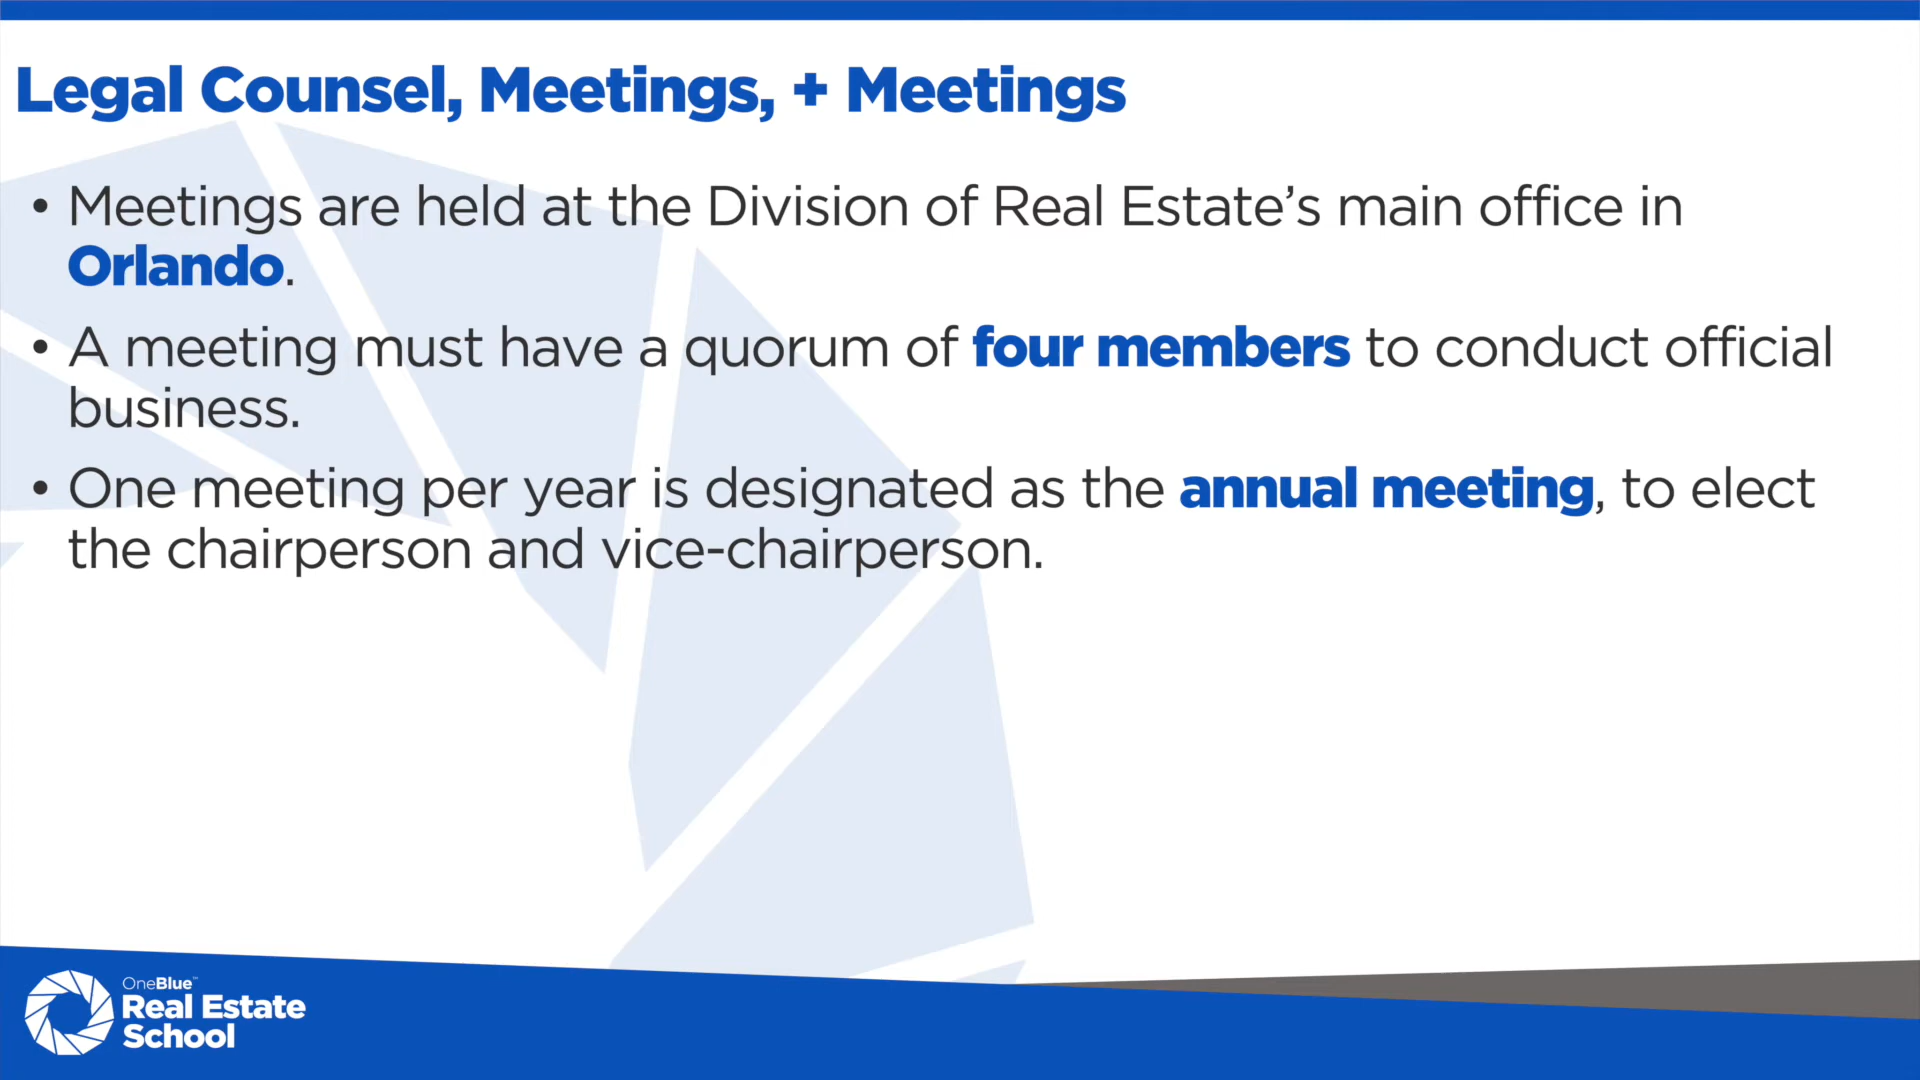 Legal Counsel, Meetings, + Meetings
• Meetings are held at the Division of Real Estate’s main office in
Orlando.
• A meeting must have a quorum of four members to conduct official
business.
• One meeting per year is designated as the annual meeting, to elect
the chairperson and vice-chairperson.
OneBlue™
Real Estate
School